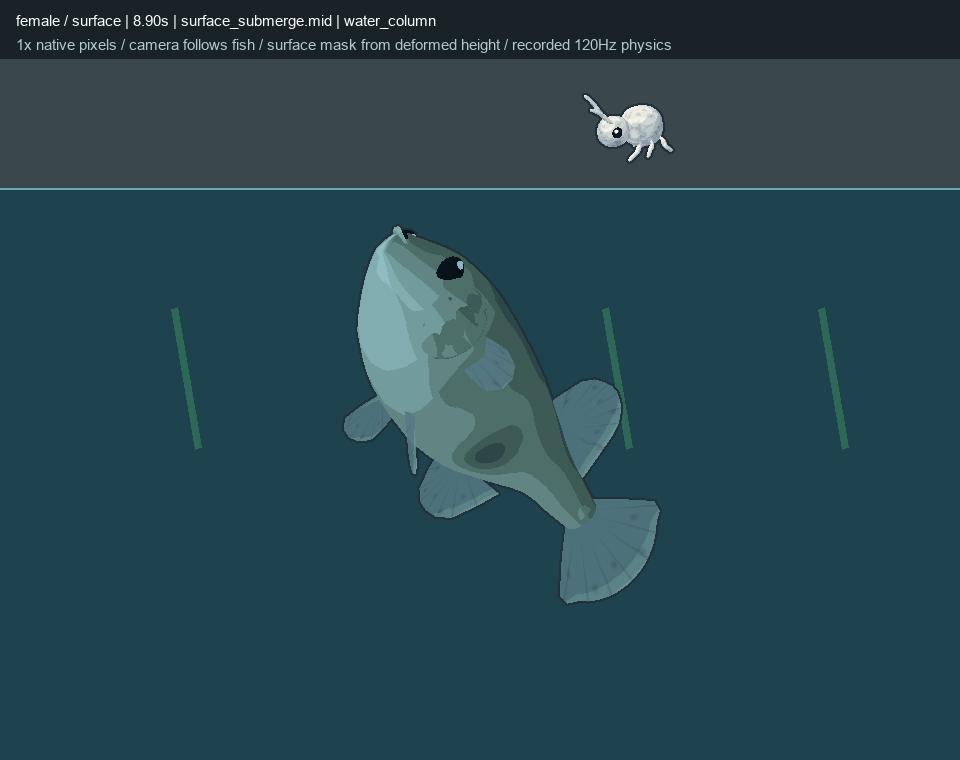 female / surface | 8.90s | surface_submerge.mid | water_column
1x native pixels / camera follows fish / surface mask from deformed height / recorded 120Hz physics